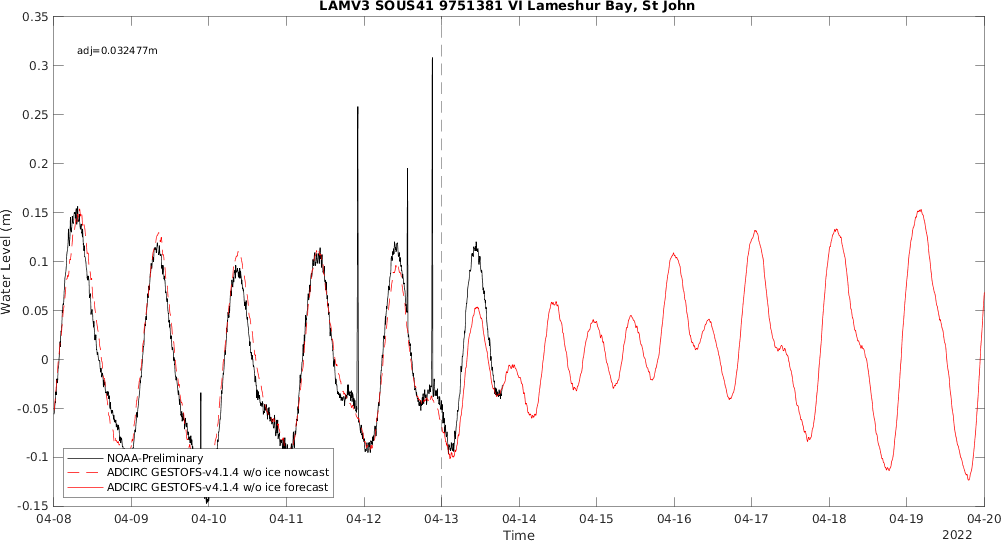 LAMV3 SOUS41 9751381 VI Lameshur Bay, St John
adj=0.032477m
0.35
0.3
0.25
0.2
0.15
0.1
0.05
0
-0.05
-0.1
-0.15
Water Level (m)
NOAA-Preliminary
ADCIRC GESTOFS-v4.1.4 w/o ice nowcast
ADCIRC GESTOFS-v4.1.4 w/o ice forecast
04-08 04-09 04-10 04-11 04-12 04-13 04-14 04-15 04-16 04-17 04-18 04-19 04-20
Time
2022